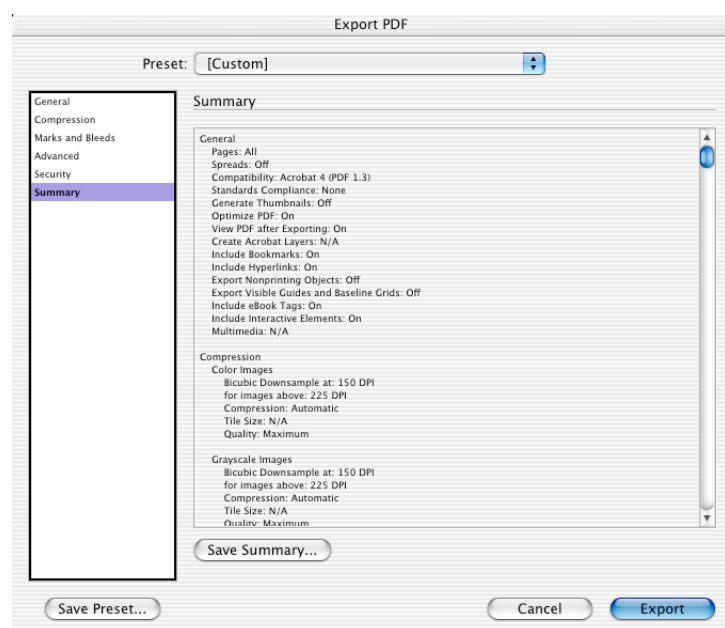 Export PDF
Preset: [Custom]
General
Compression
Marks and Bleeds
Advanced
Security
Summary
Summary
General
Pages: All
Spreads: Off
Compatibility: Acrobat 4 (PDF 1.3)
Standards Compliance: None
Generate Thumbnails: Off
Optimize PDF: On
View PDF after Exporting: On
Create Acrobat Layers: N/A
Include Bookmarks: On
Include Hyperlinks: On
Export Nonprinting Objects: Off
Export Visible Guides and Baseline Grids: Off
Include eBook Tags: On
Include Interactive Elements: On
Multimedia: N/A
Compression
Color Images
Bicubic Downsample at: 150 DPI
for images above: 225 DPI
Compression: Automatic
Tile Size: N/A
Quality: Maximum
Grayscale Images
Bicubic Downsample at: 150 DPI
for images above: 225 DPI
Compression: Automatic
Tile Size: N/A
Quality: Maximum
Save Summary...
Save Preset...
Cancel
Export